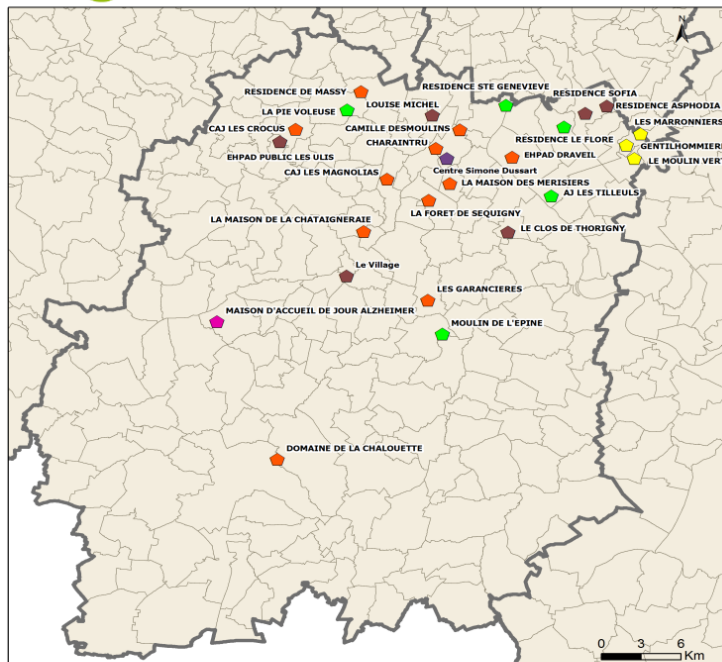 N
RESIDENCE DE MASSY
RESIDENCE STE GENEVIEVE
RESIDENCE SOFIA
LA PIE VOLEUSE
LOUISE MICHEL
RESIDENCE ASPHODIA
CAJ LES CROCUS
CAMILLE DESMOULINS
LES MARRONNIERS
RESIDENCE LE FLORE
CHARAINTRU
GENTILHOMMIERE
EHPAD PUBLIC LES ULIS
EHPAD DRAVEIL
LE MOULIN VERT
Centre Simone Dussart
CAJ LES MAGNOLIAS
LA MAISON DES MERISIERS
AJ LES TILLEULS
LA FORET DE SEQUIGNY
LA MAISON DE LA CHATAIGNERAIE
LE CLOS DE THORIGNY
Le Village
LES GARANCIERES
MAISON D'ACCUEIL DE JOUR ALZHEIMER
MOULIN DE L'EPINE
DOMAINE DE LA CHALOUETTE
0 3 6
Km